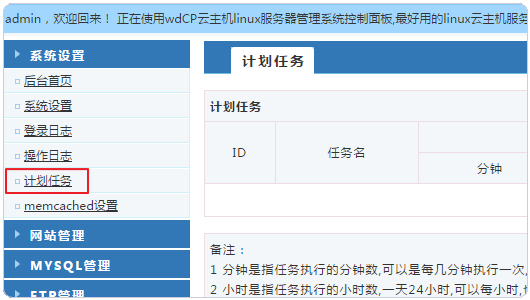 admin，欢迎回来！ 正在使用wdCP云主机linux服务器管理系统控制面板,最好用的linux云主机服务
系统设置
后台首页
系统设置
登录日志
操作日志
计划任务
memcached设置
网站管理
MYSQL管理
FTP管理
计划任务
计划任务
ID
任务名
分钟
备注：
1 分钟是指任务执行的分钟数,可以是每几分钟执行一次,
2 小时是指任务执行的小时数,一天24小时,可以每小时,